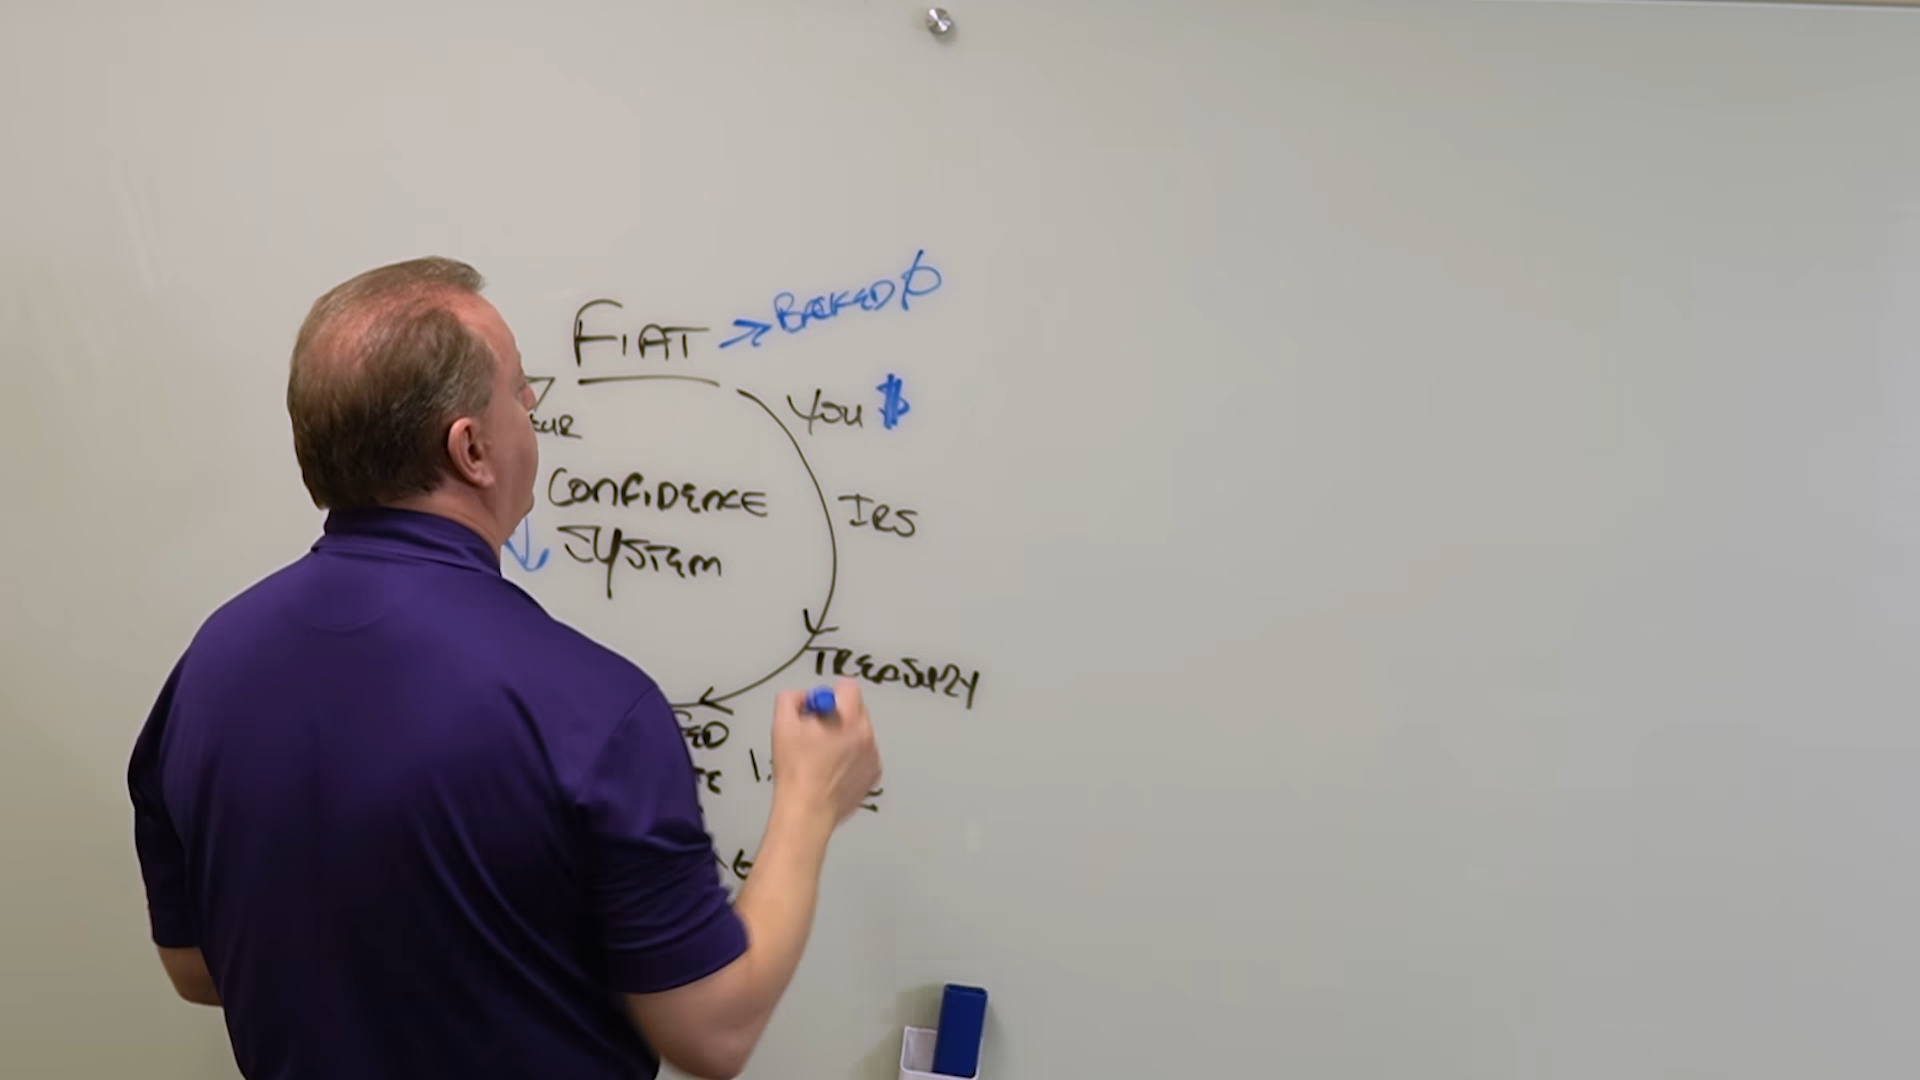 FIAT > BACKED Ø
YOU $
CONFIDENCE
SYSTEM
IRS
TREASURY
FED